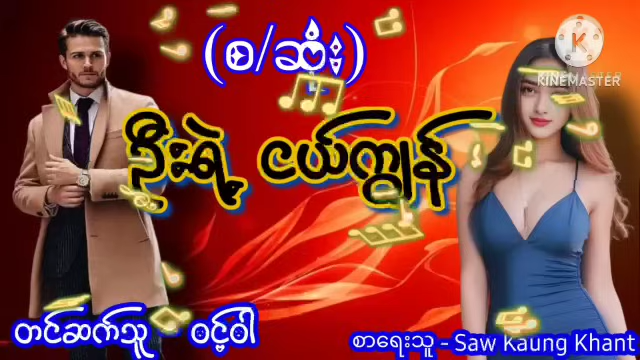 (စ/ဆုံး)
KINEMASTER
ဦးရဲ့ ငယ်ကျွန်
တင်ဆက်သူ ဝင့်ဝါ
စာရေးသူ - Saw Kaung Khant